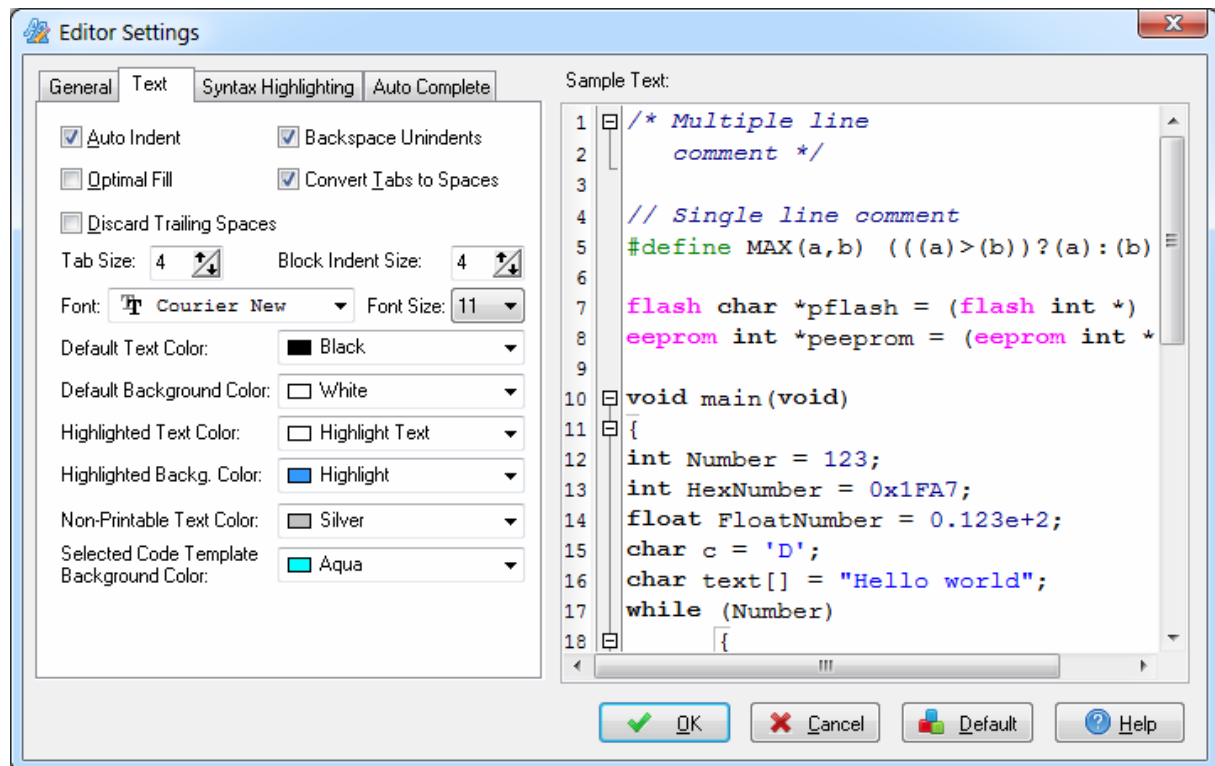 Editor Settings
General Text Syntax Highlighting Auto Complete
Auto Indent Backspace Unindents
Optimal Fill Convert Tabs to Spaces
Discard Trailing Spaces
Tab Size: 4 Block Indent Size: 4
Font: Courier New Font Size: 11
Default Text Color: Black
Default Background Color: White
Highlighted Text Color: Highlight Text
Highlighted Backg. Color: Highlight
Non-Printable Text Color: Silver
Selected Code Template
Background Color: Aqua
Sample Text:
1 /* Multiple line
2 comment */
3
4 // Single line comment
5 #define MAX(a,b) (((a)>(b))?(a):(b)
6
7 flash char *pflash = (flash int *)
8 eeprom int *peeprom = (eeprom int *
9
10 void main(void)
11 {
12 int Number = 123;
13 int HexNumber = 0x1FA7;
14 float FloatNumber = 0.123e+2;
15 char c = 'D';
16 char text[] = "Hello world";
17 while (Number)
18 {
OK Cancel Default Help